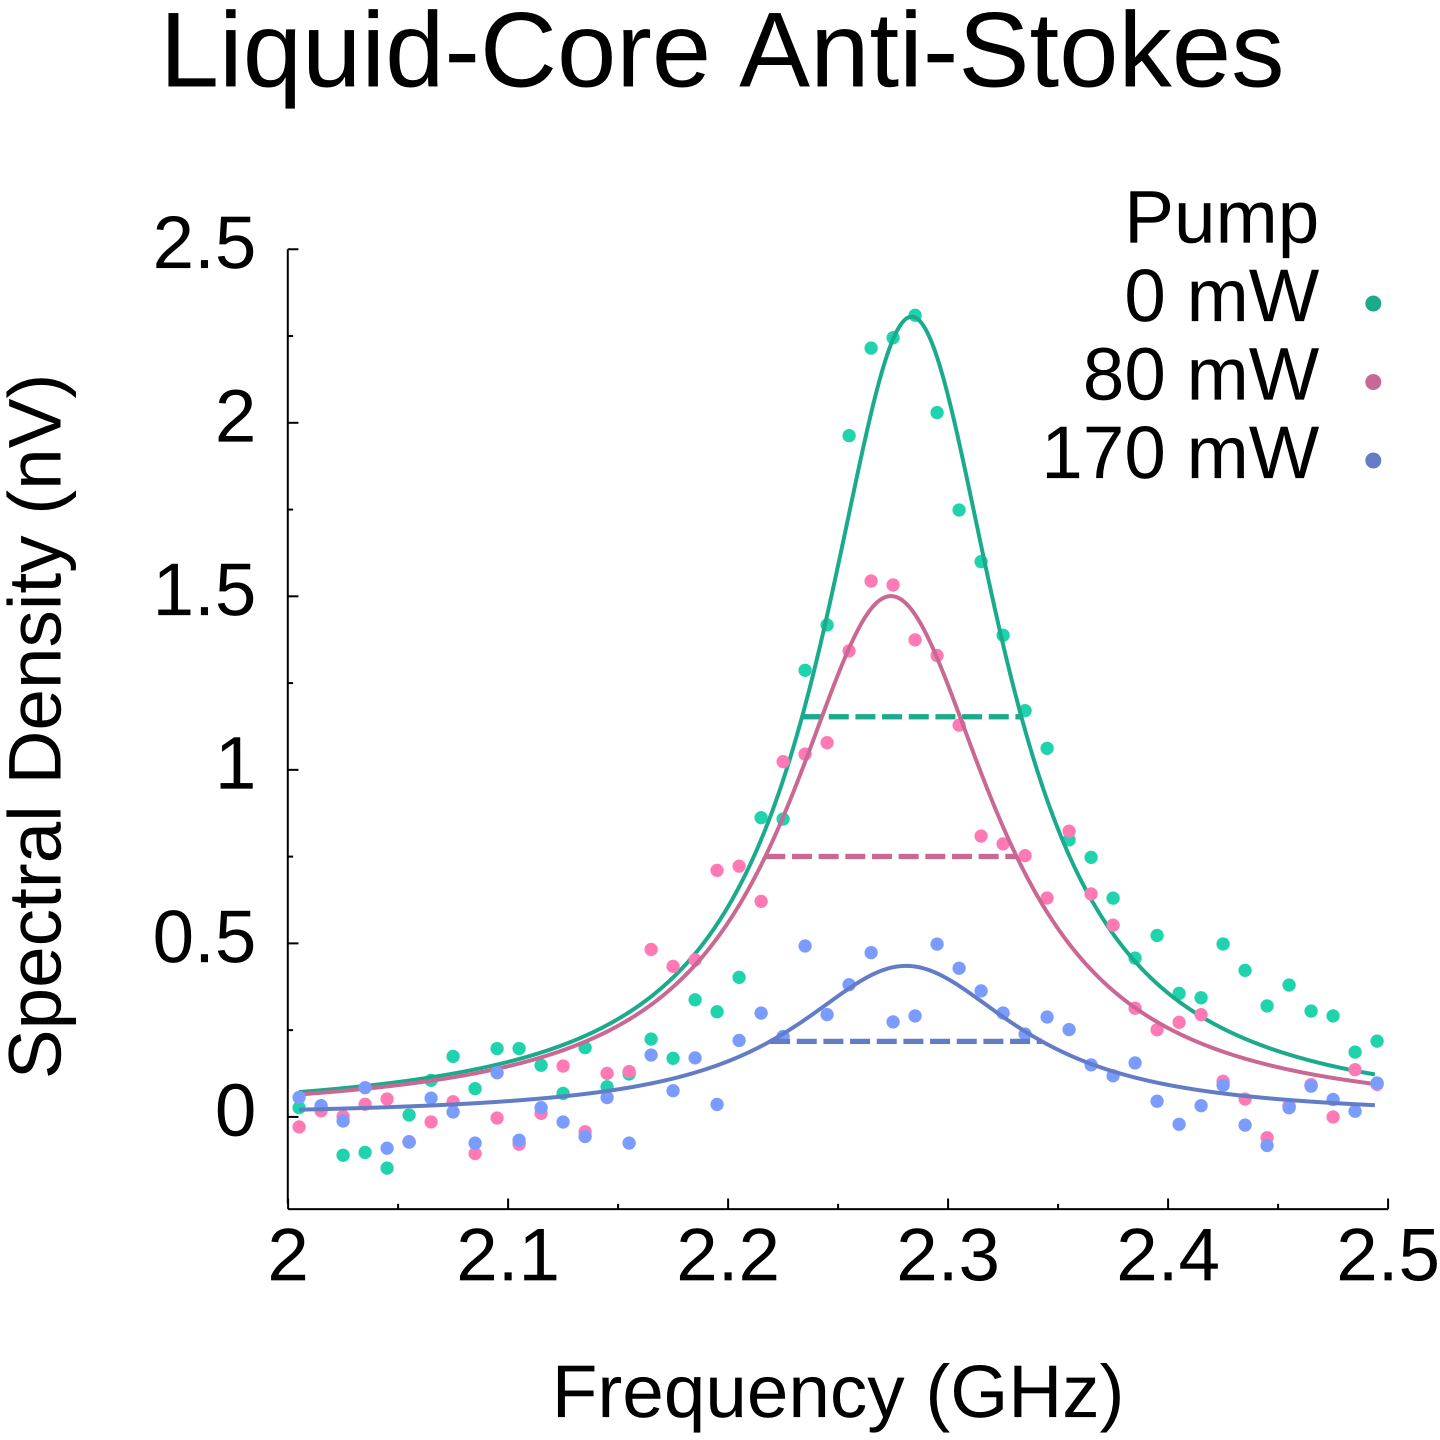 Liquid-Core Anti-Stokes
Pump
0 mW
80 mW
170 mW
2.5
2
1.5
1
0.5
0
Spectral Density (nV)
2 2.1 2.2 2.3 2.4 2.5
Frequency (GHz)